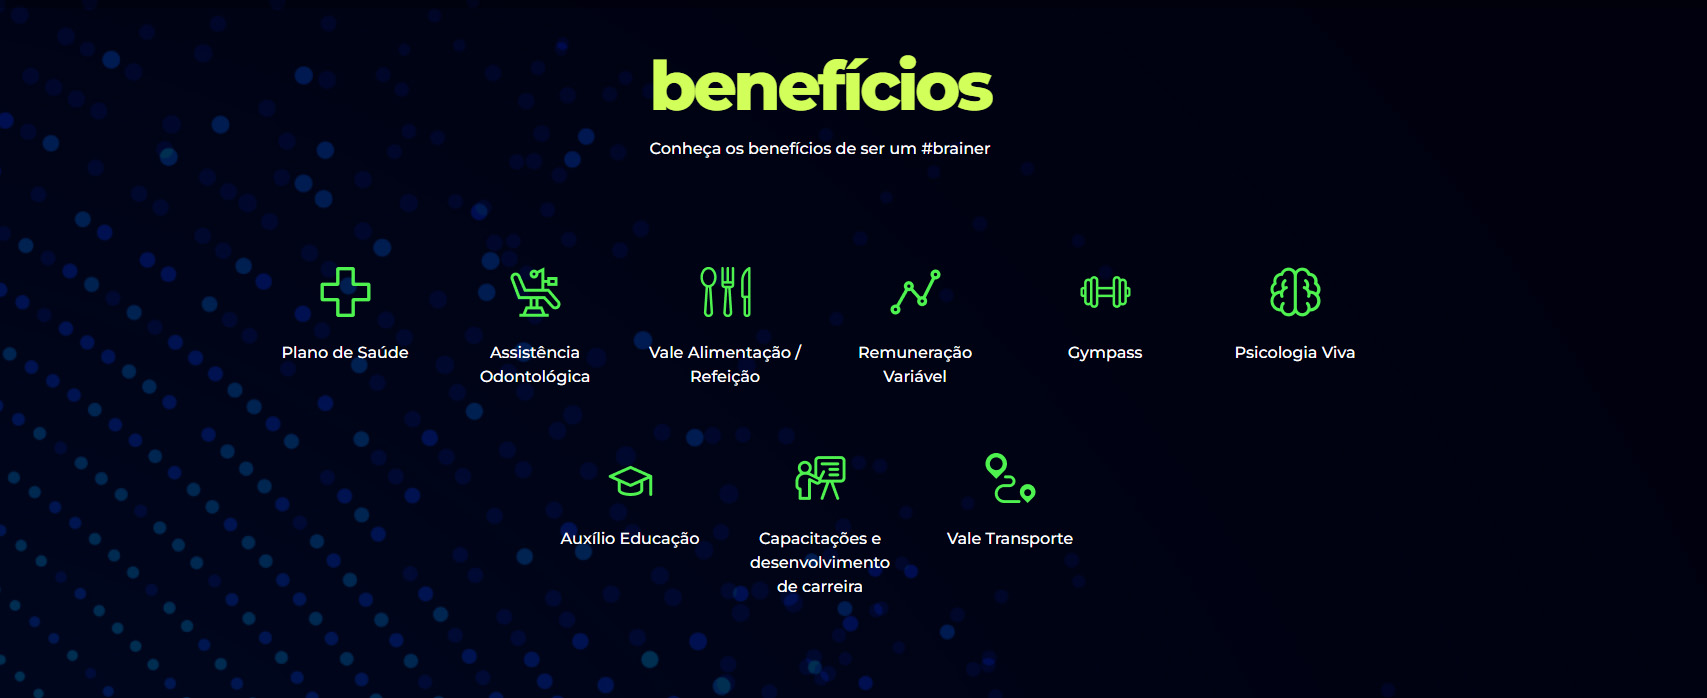 benefícios
Conheça os benefícios de ser um #brainer
Plano de Saúde
Assistência
Odontológica
Vale Alimentação /
Refeição
Remuneração
Variável
Gympass
Psicologia Viva
Auxílio Educação
Capacitações e
desenvolvimento
de carreira
Vale Transporte